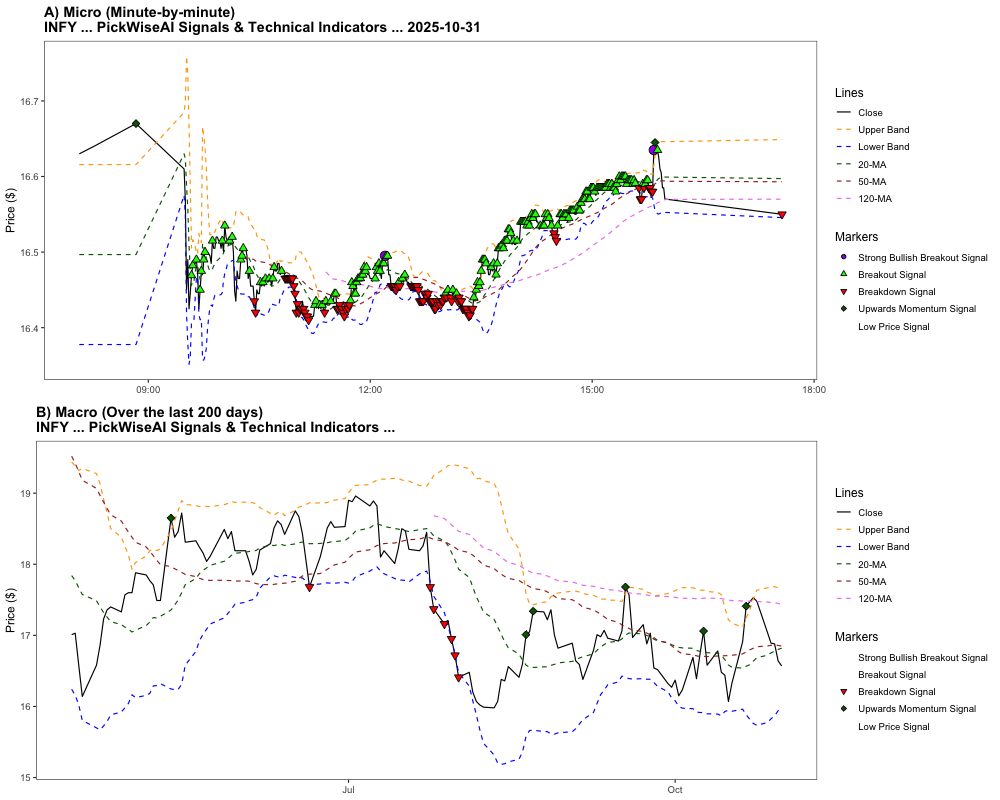 A) Micro (Minute-by-minute)
INFY ... PickWiseAI Signals & Technical Indicators ... 2025-10-31
Price ($)
16.7
16.6
16.5
16.4
09:00
12:00
15:00
18:00
Lines
Close
Upper Band
Lower Band
20-MA
50-MA
120-MA
Markers
Strong Bullish Breakout Signal
Breakout Signal
Breakdown Signal
Upwards Momentum Signal
Low Price Signal
B) Macro (Over the last 200 days)
INFY ... PickWiseAI Signals & Technical Indicators ...
Price ($)
19
18
17
16
15
Jul
Oct
Lines
Close
Upper Band
Lower Band
20-MA
50-MA
120-MA
Markers
Strong Bullish Breakout Signal
Breakout Signal
Breakdown Signal
Upwards Momentum Signal
Low Price Signal